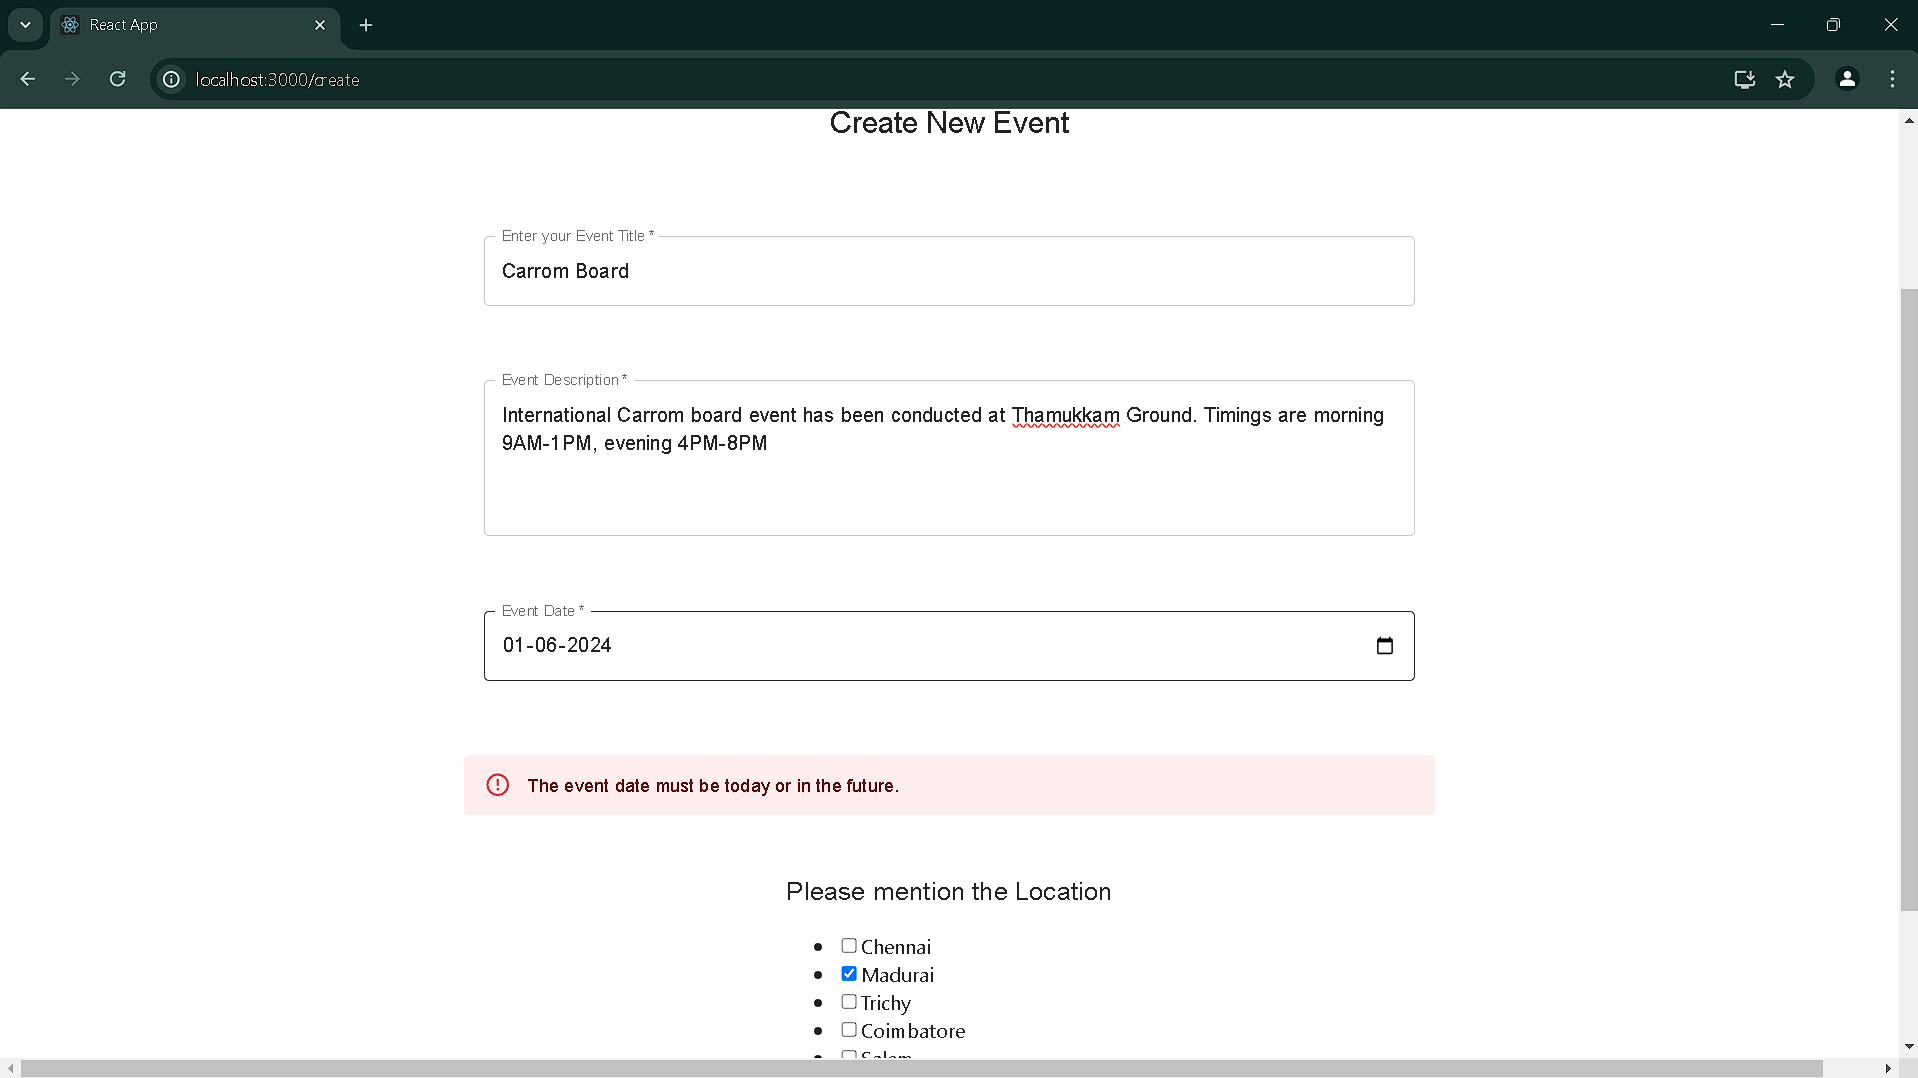 React App
localhost:3000/create
Create New Event
Enter your Event Title *
Carrom Board
Event Description *
International Carrom board event has been conducted at Thamukkam Ground. Timings are morning
9AM-1PM, evening 4PM-8PM
Event Date *
01-06-2024
The event date must be today or in the future.
Please mention the Location
Chennai
Madurai
Trichy
Coimbatore
Salem